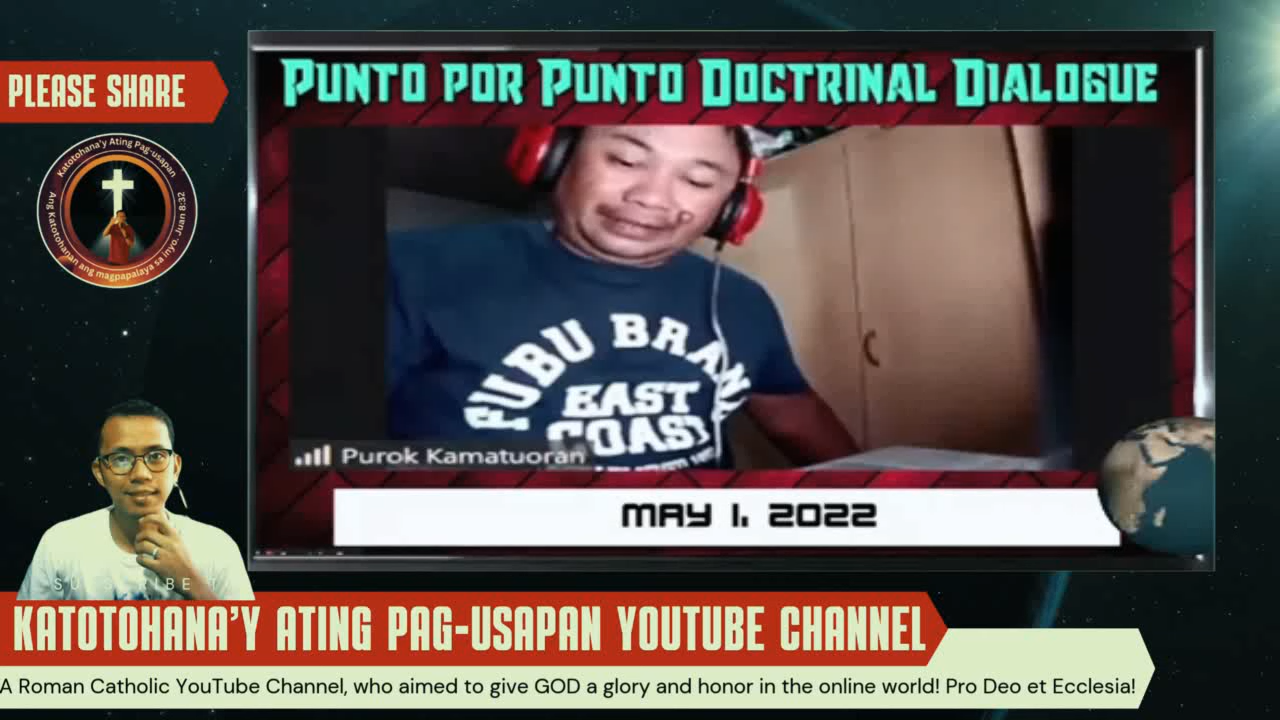 PLEASE SHARE
Katotohana'y Ating Pag-usapan
Ang Katotohanan ang magpapalaya sa inyo. Juan 8:32
PUNTO POR PUNTO DOCTRINAL DIALOGUE
FUBU BRAN
EAST
COAST
Purok Kamatuoran
MAY 1, 2022
KATOTOHANA'Y ATING PAG-USAPAN YOUTUBE CHANNEL
A Roman Catholic YouTube Channel, who aimed to give GOD a glory and honor in the online world! Pro Deo et Ecclesia!